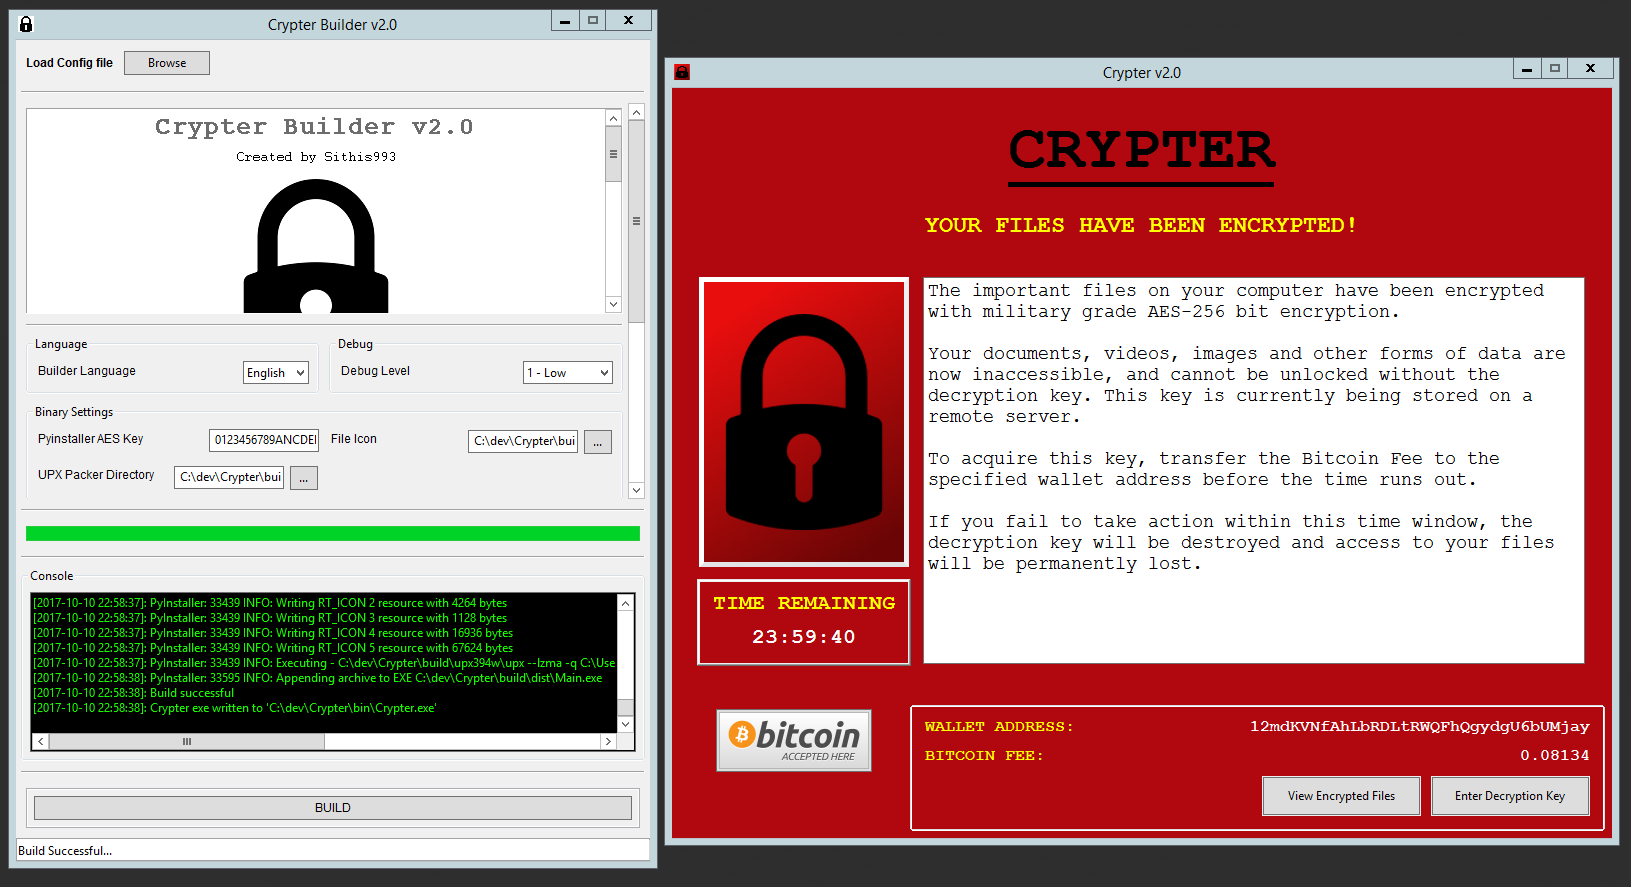 Crypter Builder v2.0
Load Config file
Browse
Crypter Builder v2.0
Created by Sithis993
Language
Builder Language
English
Debug
Debug Level
1 - Low
Binary Settings
Pyinstaller AES Key
0123456789ANCDEI
File Icon
C:\dev\Crypter\bui
...
UPX Packer Directory
C:\dev\Crypter\bui
...
Console
[2017-10-10 22:58:37]: PyInstaller: 33439 INFO: Writing RT_ICON 2 resource with 4264 bytes
[2017-10-10 22:58:37]: PyInstaller: 33439 INFO: Writing RT_ICON 3 resource with 1128 bytes
[2017-10-10 22:58:37]: PyInstaller: 33439 INFO: Writing RT_ICON 4 resource with 16936 bytes
[2017-10-10 22:58:37]: PyInstaller: 33439 INFO: Writing RT_ICON 5 resource with 67624 bytes
[2017-10-10 22:58:37]: PyInstaller: 33439 INFO: Executing - C:\dev\Crypter\build\upx394w\upx --lzma -q C:\Use
[2017-10-10 22:58:38]: PyInstaller: 33595 INFO: Appending archive to EXE C:\dev\Crypter\build\dist\Main.exe
[2017-10-10 22:58:38]: Build successful
[2017-10-10 22:58:38]: Crypter exe written to 'C:\dev\Crypter\bin\Crypter.exe'
BUILD
Build Successful...
Crypter v2.0
CRYPTER
YOUR FILES HAVE BEEN ENCRYPTED!
The important files on your computer have been encrypted
with military grade AES-256 bit encryption.
Your documents, videos, images and other forms of data are
now inaccessible, and cannot be unlocked without the
decryption key. This key is currently being stored on a
remote server.
To acquire this key, transfer the Bitcoin Fee to the
specified wallet address before the time runs out.
If you fail to take action within this time window, the
decryption key will be destroyed and access to your files
will be permanently lost.
TIME REMAINING
23:59:40
bitcoin
ACCEPTED HERE
WALLET ADDRESS: 12mdKVNfAhLbRDLtRWQFhQgydgU6bUMjay
BITCOIN FEE: 0.08134
View Encrypted Files
Enter Decryption Key